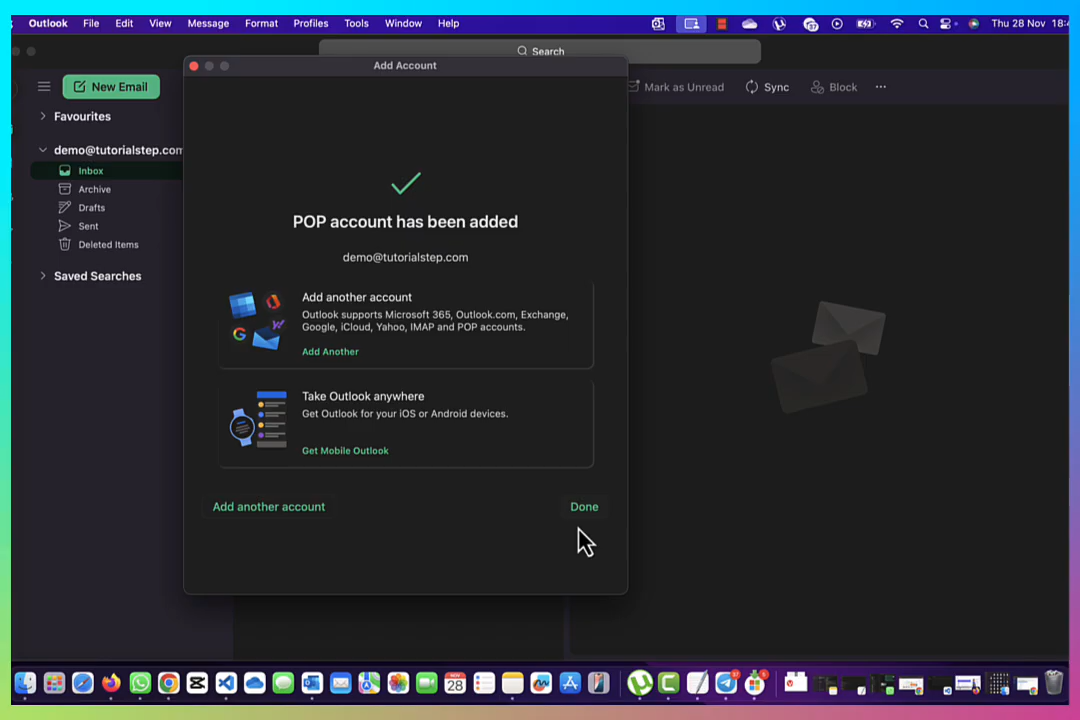 Outlook File Edit View Message Format Profiles Tools Window Help
Thu 28 Nov
Search
Add Account
New Email
Mark as Unread
Sync
Block
Favourites
demo@tutorialstep.com
Inbox
Archive
Drafts
Sent
Deleted Items
Saved Searches
POP account has been added
demo@tutorialstep.com
Add another account
Outlook supports Microsoft 365, Outlook.com, Exchange,
Google, iCloud, Yahoo, IMAP and POP accounts.
Add Another
Take Outlook anywhere
Get Outlook for your iOS or Android devices.
Get Mobile Outlook
Add another account
Done
NOV
28